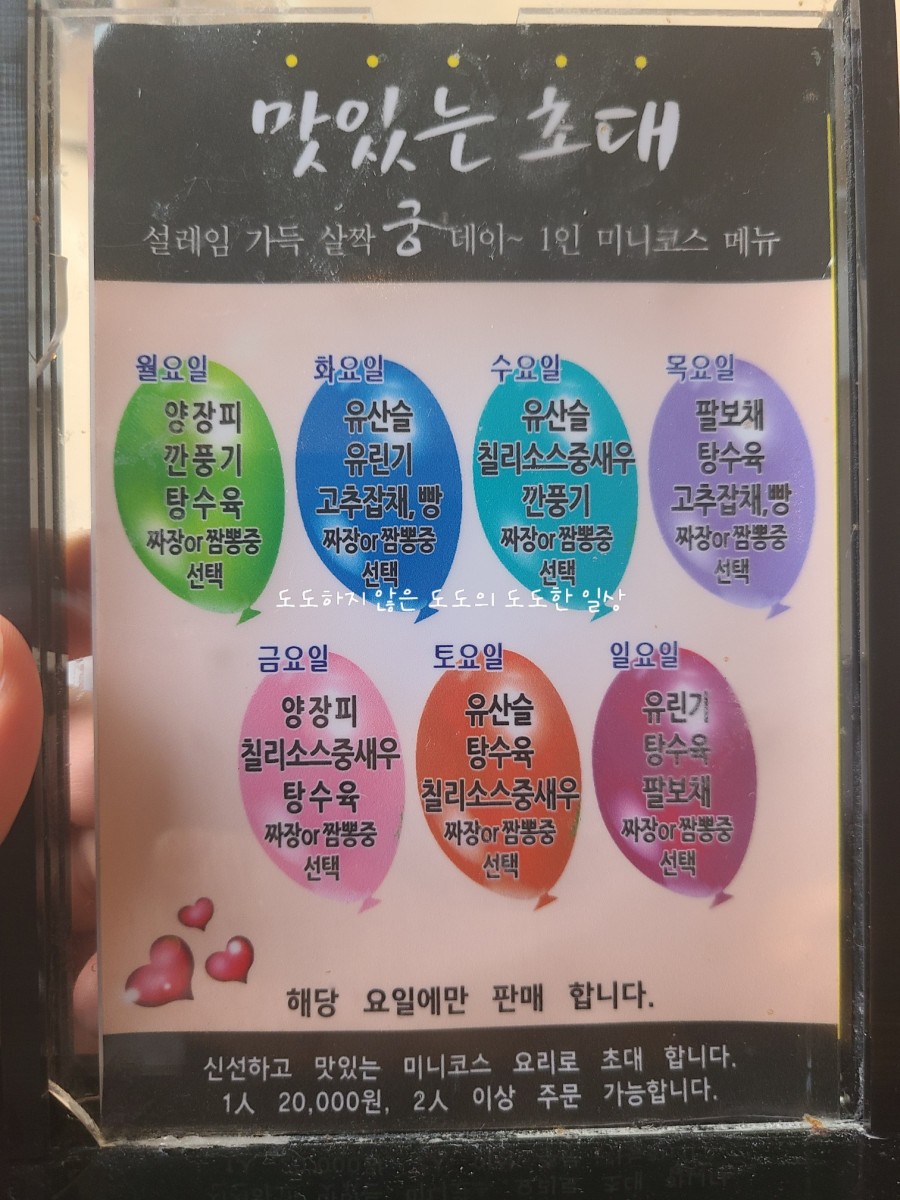 맛있는 초대
설레임 가득 살짝 궁데이~ 1인 미니코스 메뉴
월요일
양장피
깐풍기
탕수육
짜장or짬뽕중
선택
화요일
유산슬
유린기
고추잡채,빵
짜장or짬뽕중
선택
수요일
유산슬
칠리소스중새우
깐풍기
짜장or짬뽕중
선택
목요일
팔보채
탕수육
고추잡채,빵
짜장or짬뽕중
선택
도도하지 않은 도도의 도도한 일상
금요일
양장피
칠리소스중새우
탕수육
짜장or짬뽕중
선택
토요일
유산슬
탕수육
칠리소스중새우
짜장or짬뽕중
선택
일요일
유린기
탕수육
팔보채
짜장or짬뽕중
선택
해당 요일에만 판매 합니다.
신선하고 맛있는 미니코스 요리로 초대 합니다.
1人 20,000원, 2人 이상 주문 가능합니다.